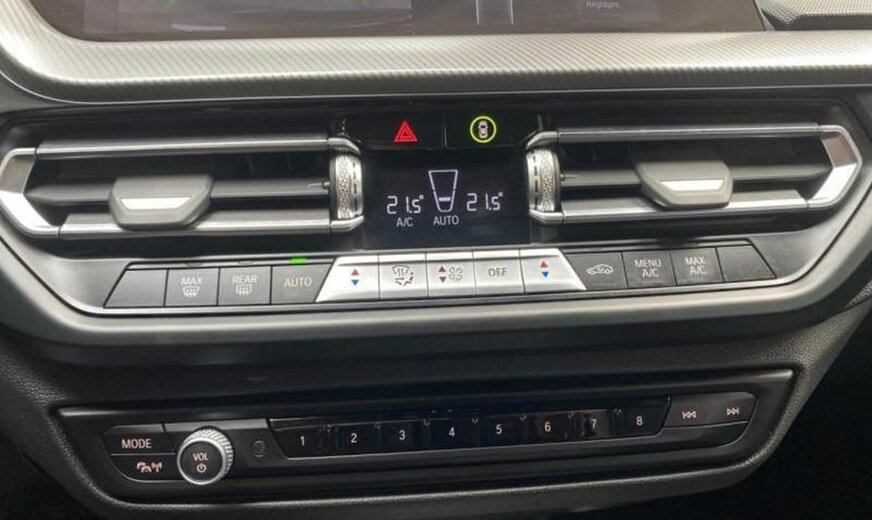 Réglages
21.5°
21.5°
A/C AUTO
MAX
REAR
AUTO
OFF
MENU
A/C
MAX
A/C
MODE
VOL
1 2 3 4 5 6 7 8